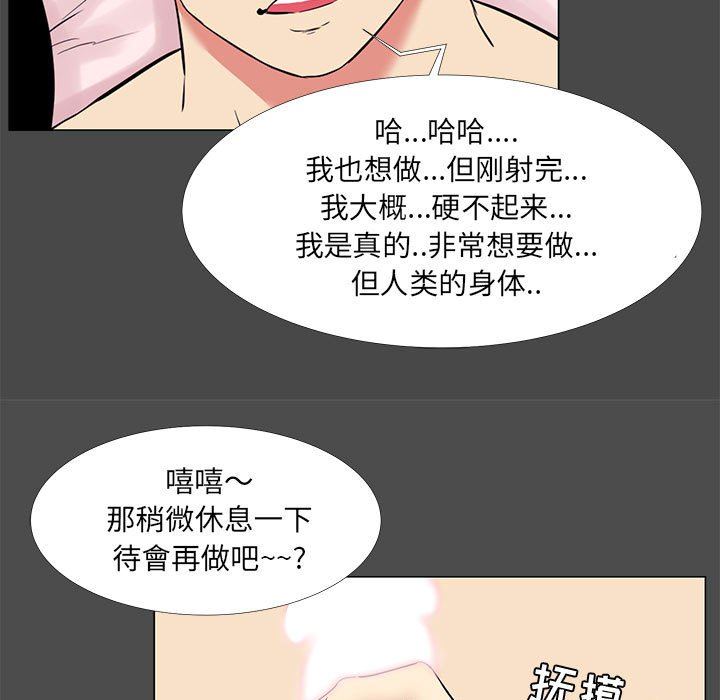 哈...哈哈....
我也想做...但刚射完...
我大概...硬不起来...
我是真的..非常想要做...
但人类的身体..
嘻嘻～
那稍微休息一下
待會再做吧~~?
抚摸